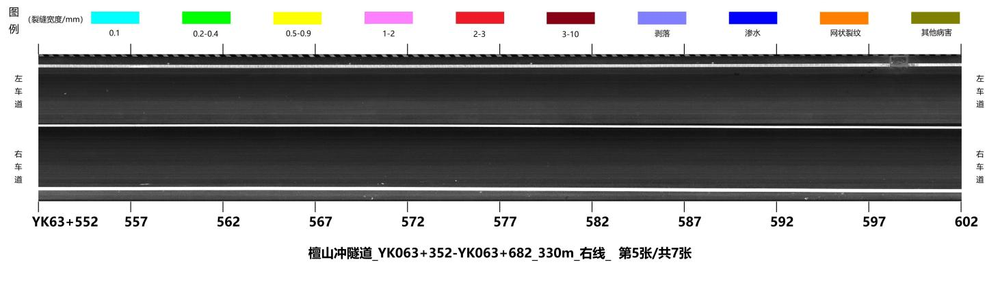 图例
(裂缝宽度/mm)
0.1 0.2-0.4 0.5-0.9 1-2 2-3 3-10 剥落 渗水 网状裂纹 其他病害
左车道 左车道
右车道 右车道
YK63+552 557 562 567 572 577 582 587 592 597 602
檀山冲隧道_YK063+352-YK063+682_330m_右线_ 第5张/共7张